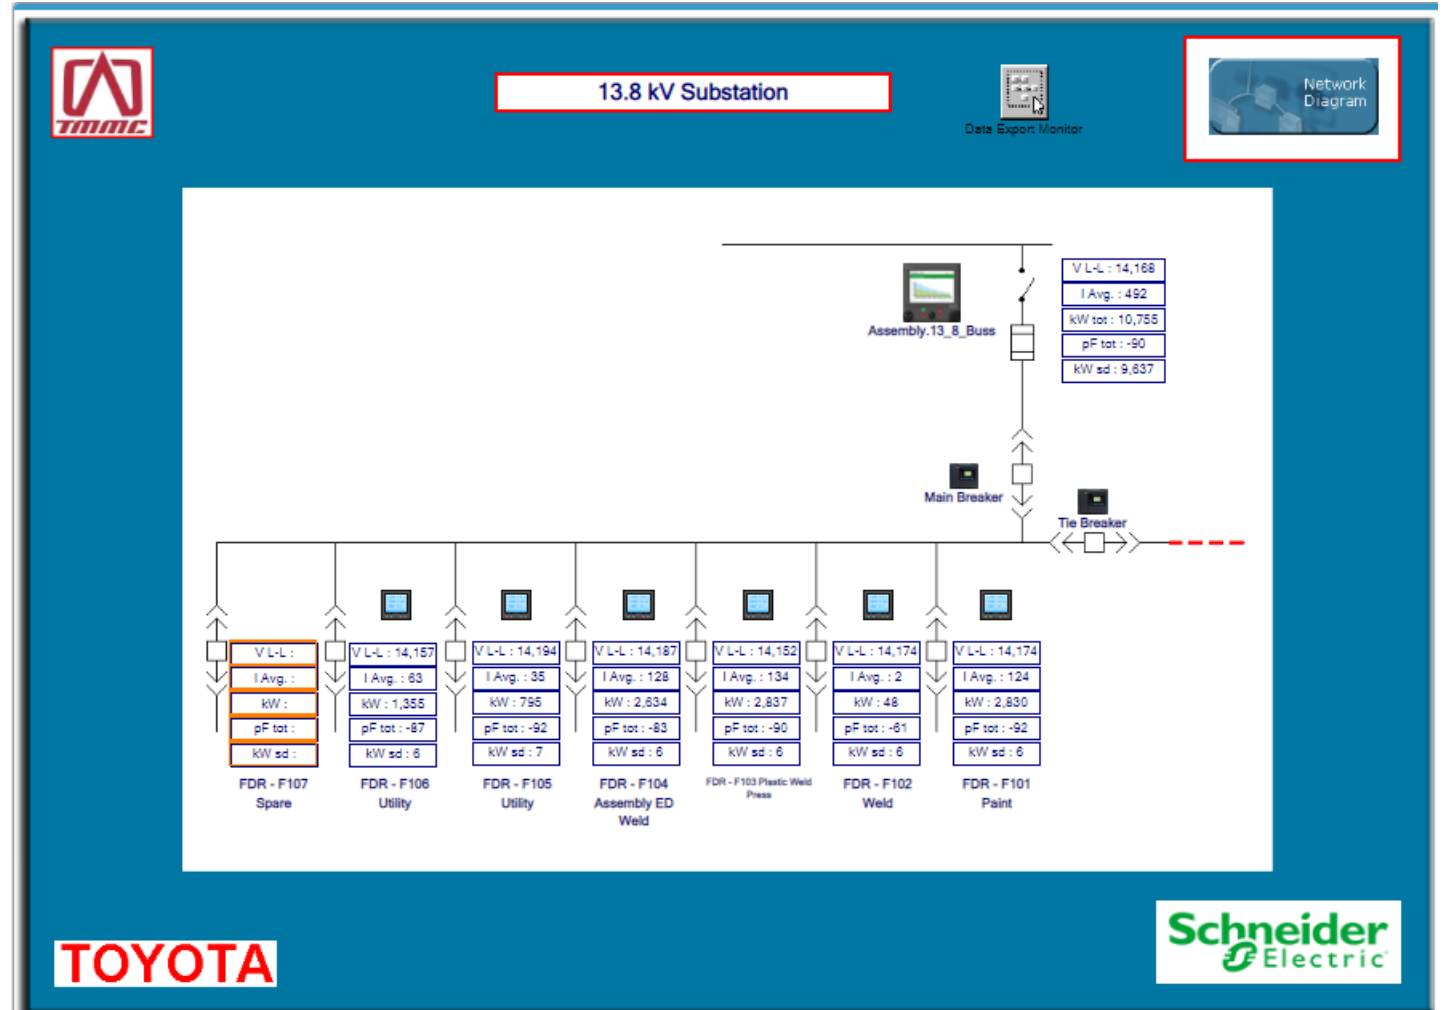 TMMC
13.8 kV Substation
Data Export Monitor
Network
Diagram
V L-L : 14,168
I Avg. : 492
kW tot : 10,755
pF tot : -90
kW sd : 9,637
Assembly.13_8_Buss
Main Breaker
Tie Breaker
V L-L :
I Avg. :
kW :
pF tot :
kW sd :
FDR - F107
Spare
V L-L : 14,157
I Avg. : 63
kW : 1,355
pF tot : -87
kW sd : 6
FDR - F106
Utility
V L-L : 14,194
I Avg. : 35
kW : 795
pF tot : -92
kW sd : 7
FDR - F105
Utility
V L-L : 14,187
I Avg. : 128
kW : 2,634
pF tot : -83
kW sd : 6
FDR - F104
Assembly ED
Weld
V L-L : 14,152
I Avg. : 134
kW : 2,837
pF tot : -90
kW sd : 6
FDR - F103 Plastic Weld
Press
V L-L : 14,174
I Avg. : 2
kW : 48
pF tot : -61
kW sd : 6
FDR - F102
Weld
V L-L : 14,174
I Avg. : 124
kW : 2,830
pF tot : -92
kW sd : 6
FDR - F101
Paint
TOYOTA
Schneider
Electric